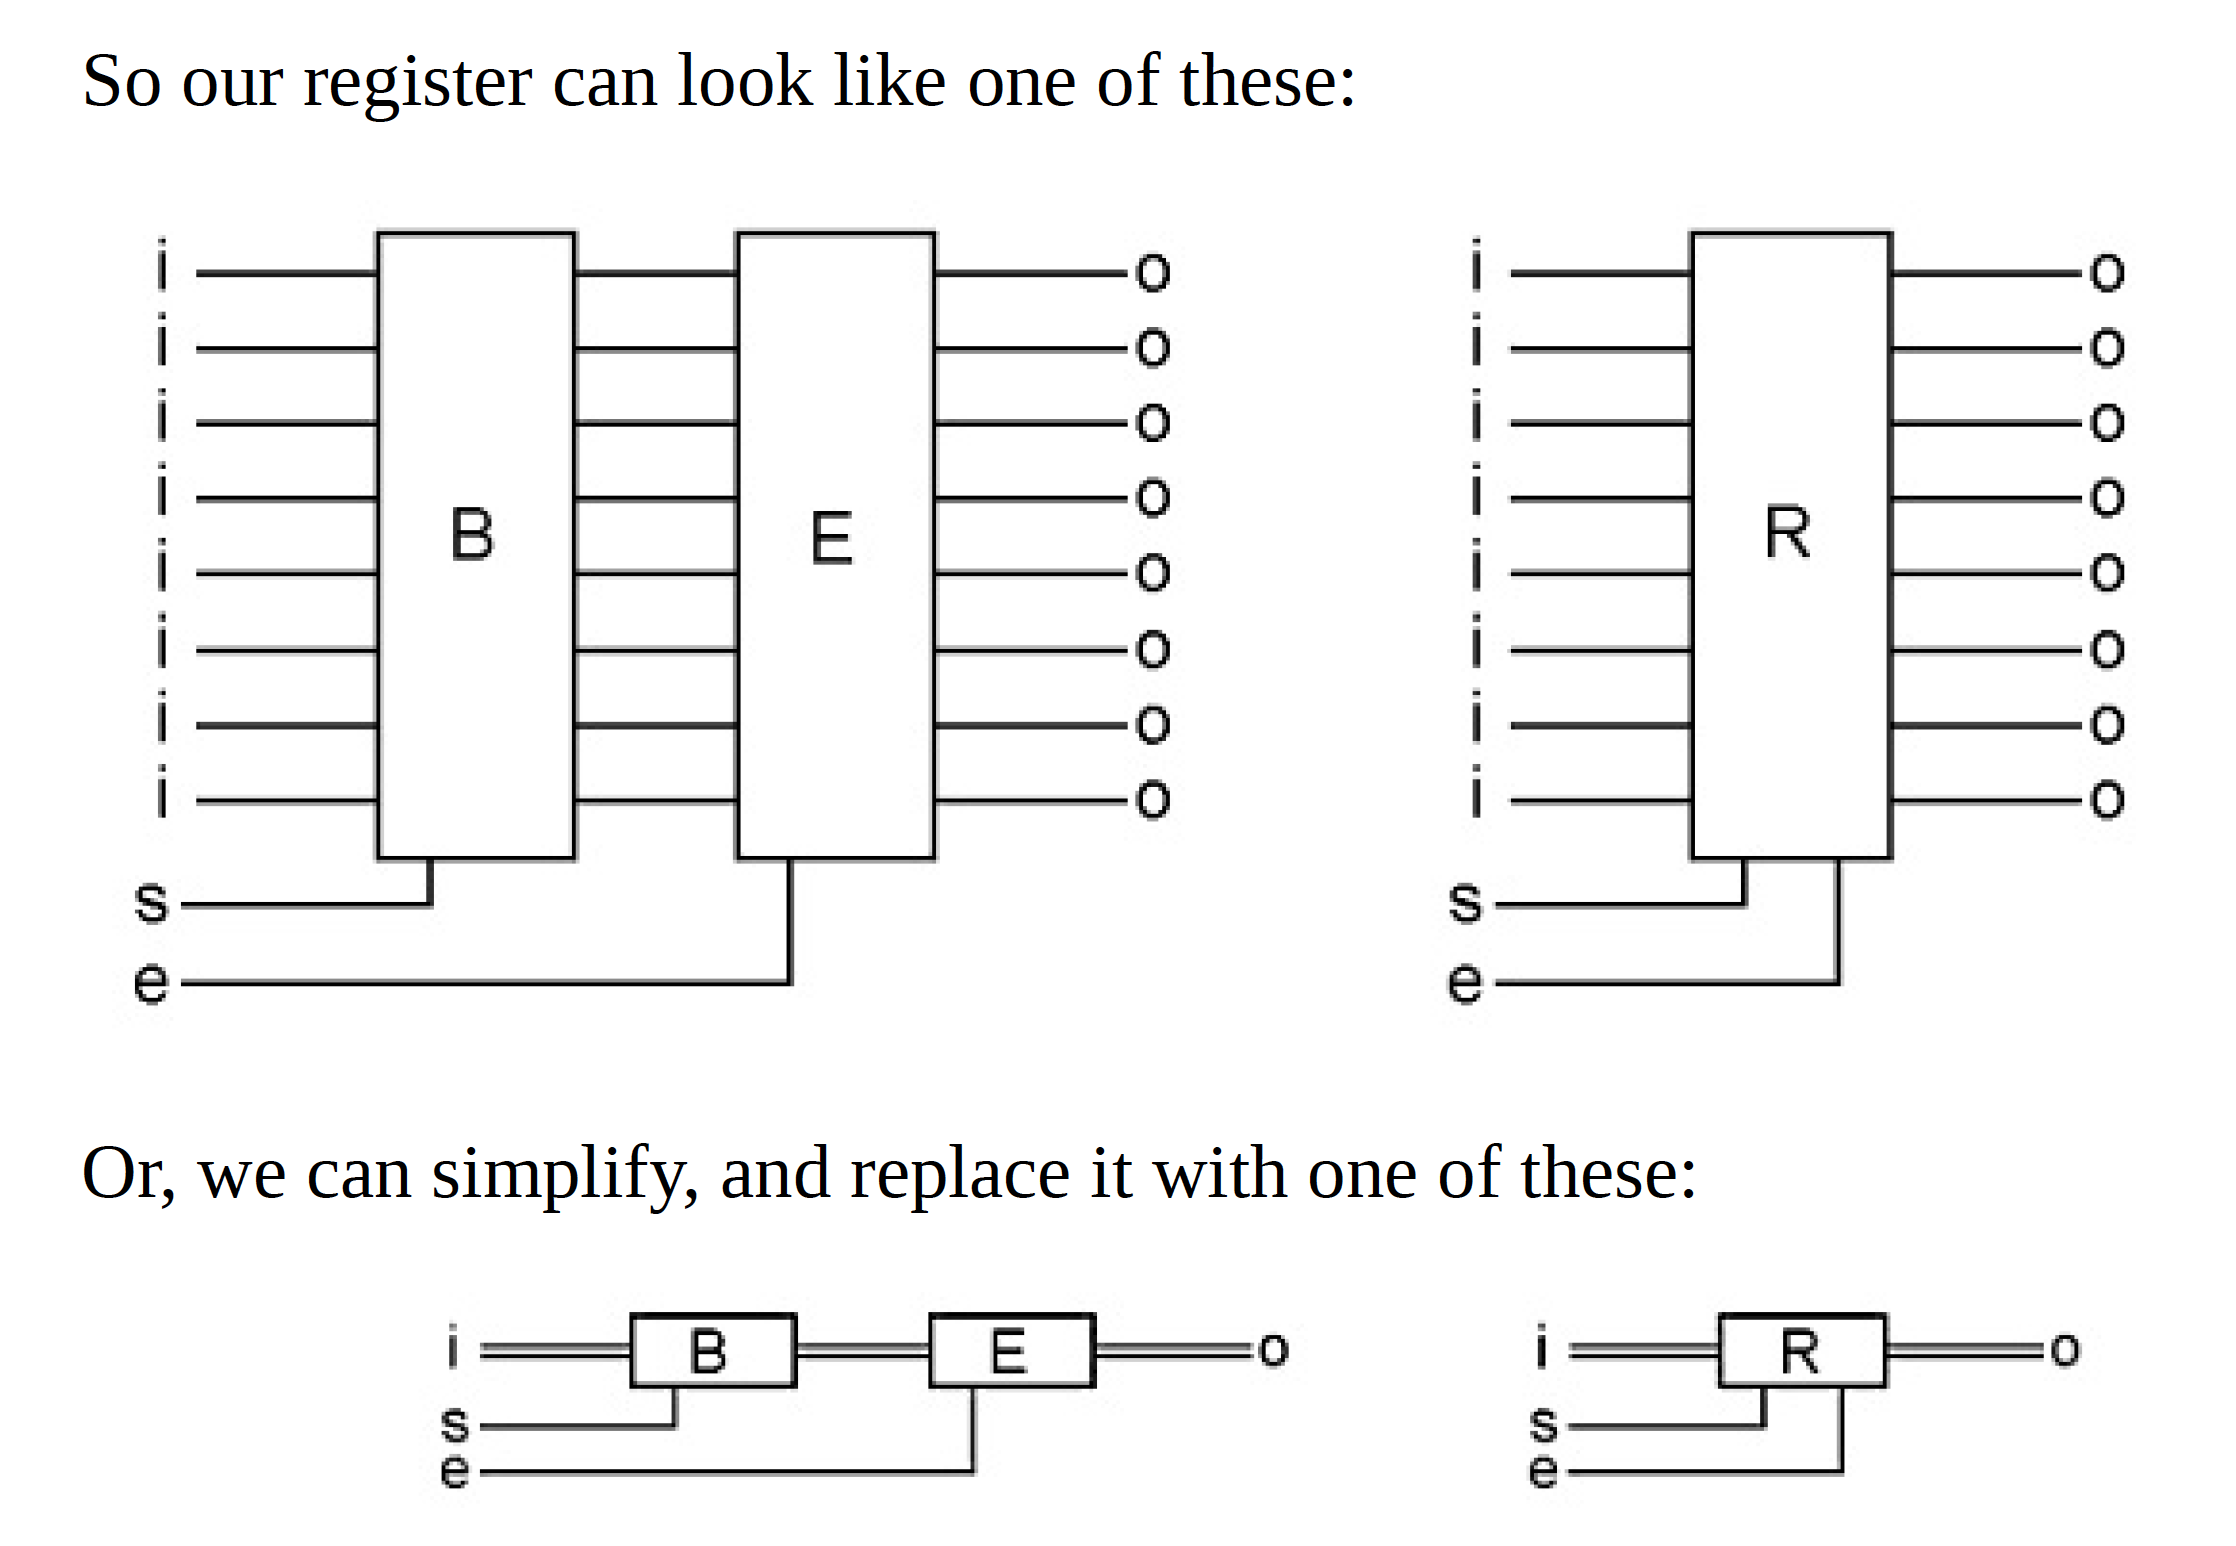 So our register can look like one of these:
i o i o
i o i o
i o i o
i o i o
B E R
i o i o
i o i o
i o i o
i o i o
s s
e e
Or, we can simplify, and replace it with one of these:
i B E o i R o
s s
e e